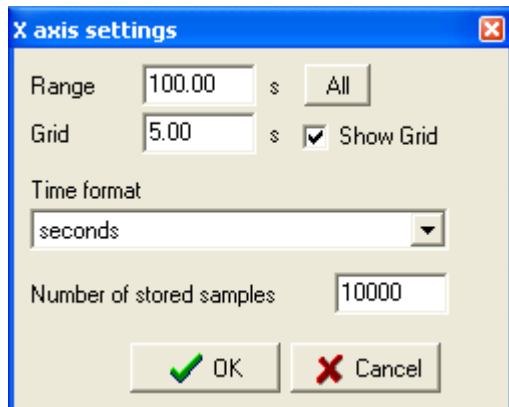 X axis settings
Range 100.00 s All
Grid 5.00 s Show Grid
Time format
seconds
Number of stored samples 10000
OK Cancel